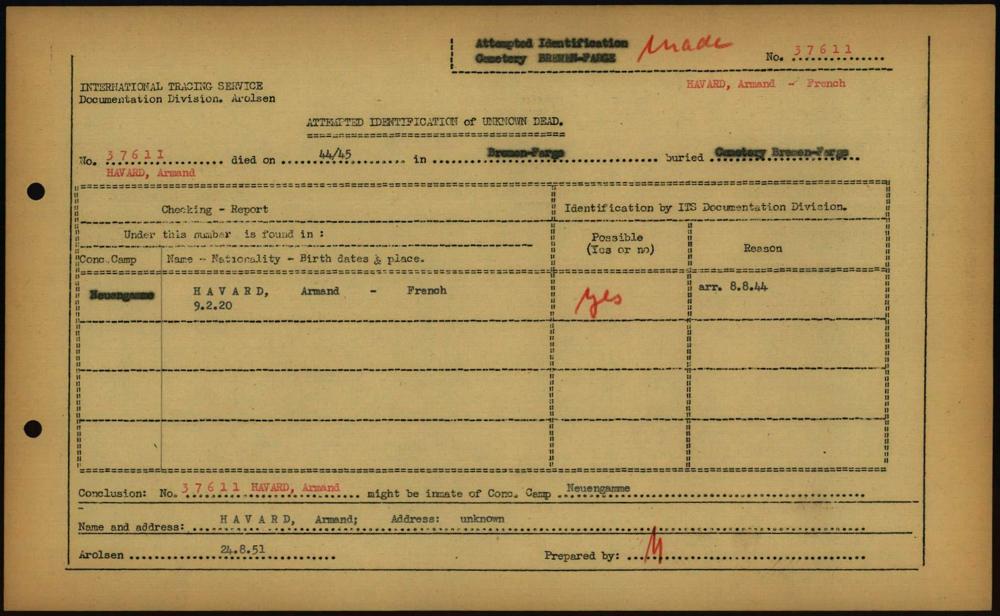 Attempted Identification made
Cemetery BREMEN-FARGE No. 37611
INTERNATIONAL TRACING SERVICE HAVARD, Armand - French
Documentation Division. Arolsen
ATTEMPTED IDENTIFICATION of UNKNOWN DEAD.
No. 37611 died on 44/45 in Bremen-Farge buried Cemetery Bremen-Farge
HAVARD, Armand
Checking - Report Identification by ITS Documentation Division.
Under this number is found in :
Possible
(Yes or no) Reason
Conc.Camp Name - Nationality - Birth dates & place.
Neuengamme HAVARD, Armand - French yes arr. 8.8.44
9.2.20
Conclusion: No. 37611 HAVARD, Armand might be inmate of Conc. Camp Neuengamme
Name and address: HAVARD, Armand; Address: unknown
Arolsen 24.8.51 Prepared by: